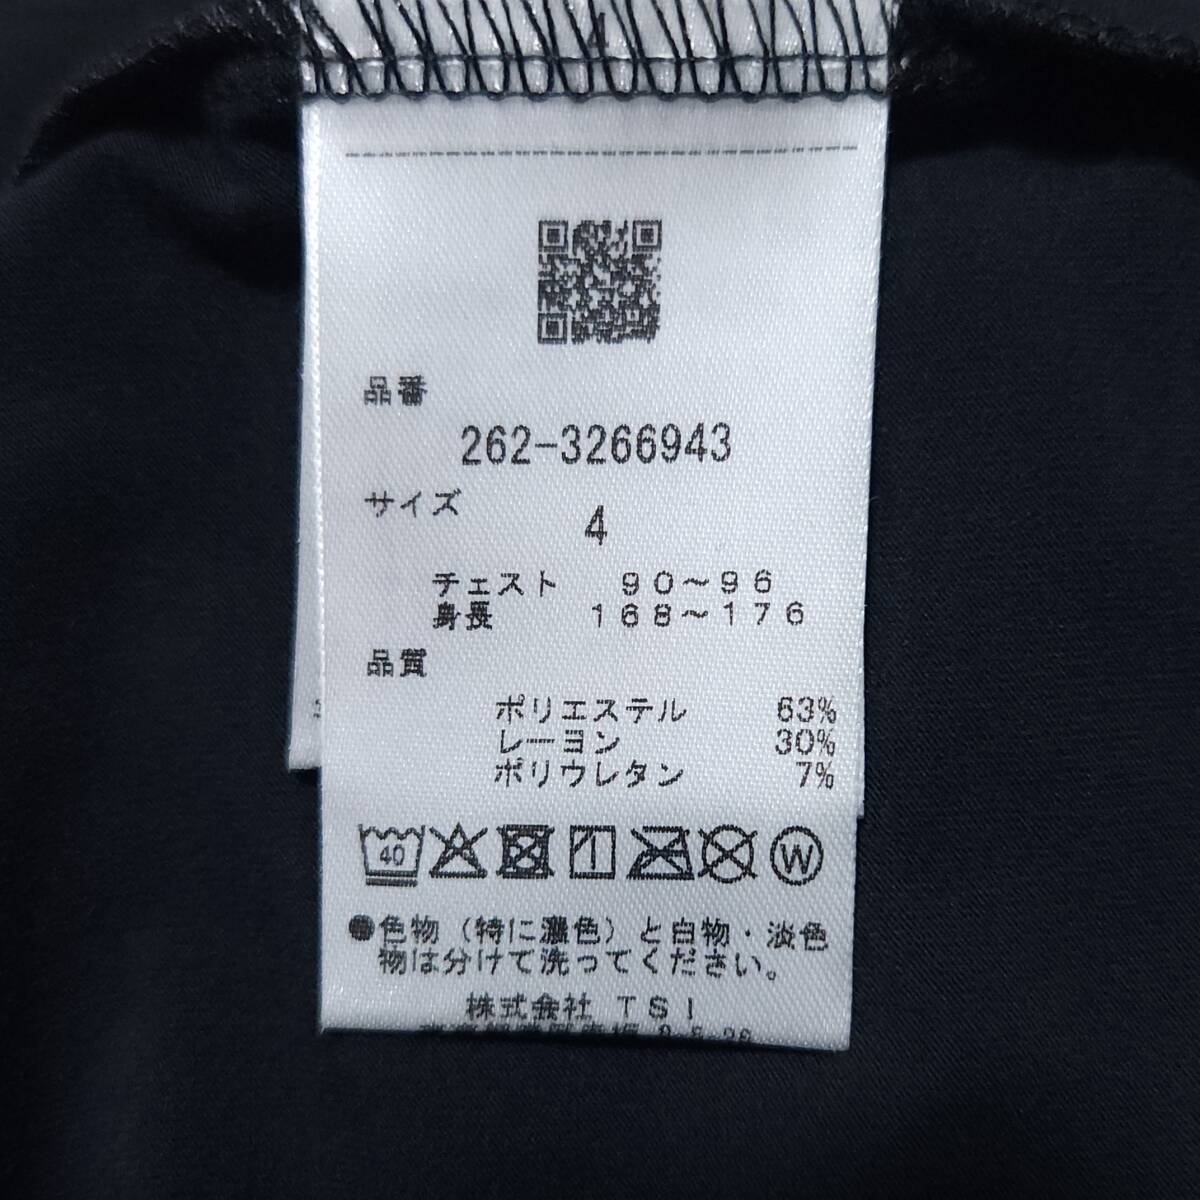 品番
262-3266943
サイズ
4
チェスト 90～96
身長 168～176
品質
ポリエステル 63%
レーヨン 30%
ポリウレタン 7%
40
W
●色物(特に濃色)と白物・淡色
物は分けて洗ってください。
株式会社 TSI